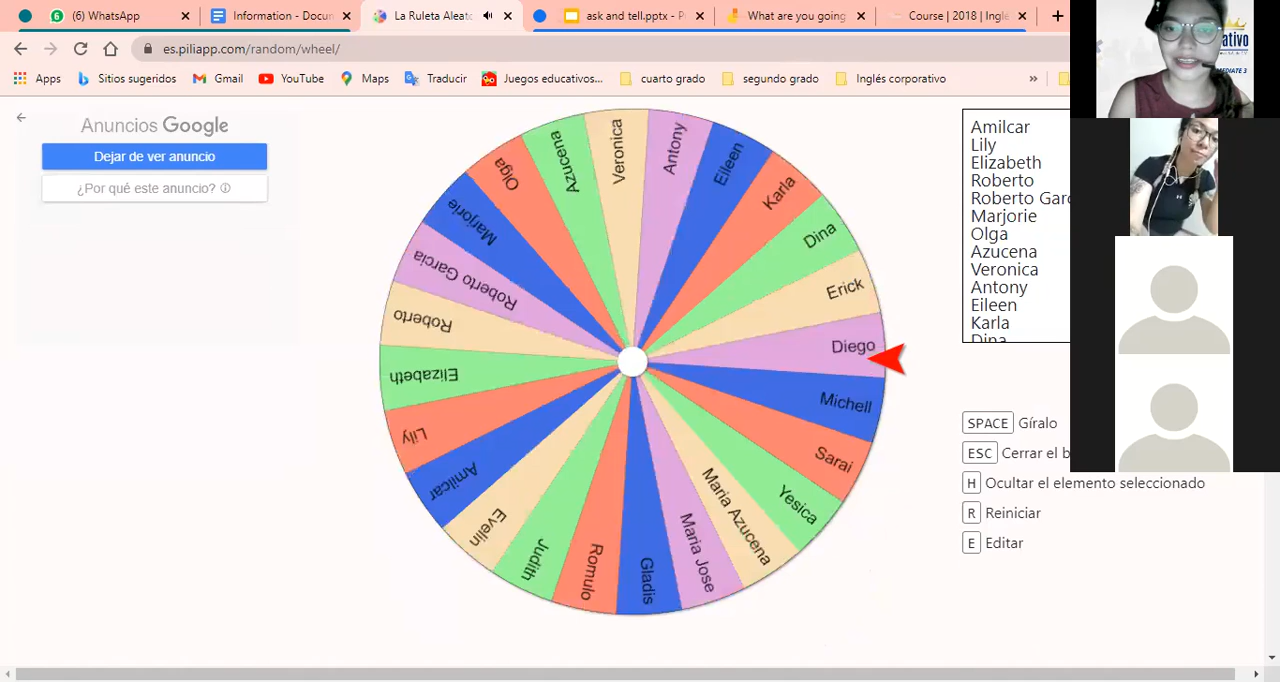 (6) WhatsApp
Information - Docun
La Ruleta Aleato
ask and tell.pptx - P
What are you going
Course | 2018 | Inglé
es.piliapp.com/random/wheel/
Apps
Sitios sugeridos
Gmail
YouTube
Maps
Traducir
Juegos educativos...
cuarto grado
segundo grado
Inglés corporativo
»
ativo
MEDIATE 3
Anuncios Google
Dejar de ver anuncio
¿Por qué este anuncio?
Veronica
Antony
Eileen
Karla
Dina
Erick
Diego
Michell
Sarai
Yesica
Maria Azucena
Maria Jose
Gladis
Romulo
Judith
Evelin
Amilcar
Lily
Elizabeth
Roberto
Roberto Garcia
Marjorie
Olga
Azucena
Amilcar
Lily
Elizabeth
Roberto
Roberto Garc
Marjorie
Olga
Azucena
Veronica
Antony
Eileen
Karla
Dina
SPACE Gíralo
ESC Cerrar el b
H Ocultar el elemento seleccionado
R Reiniciar
E Editar